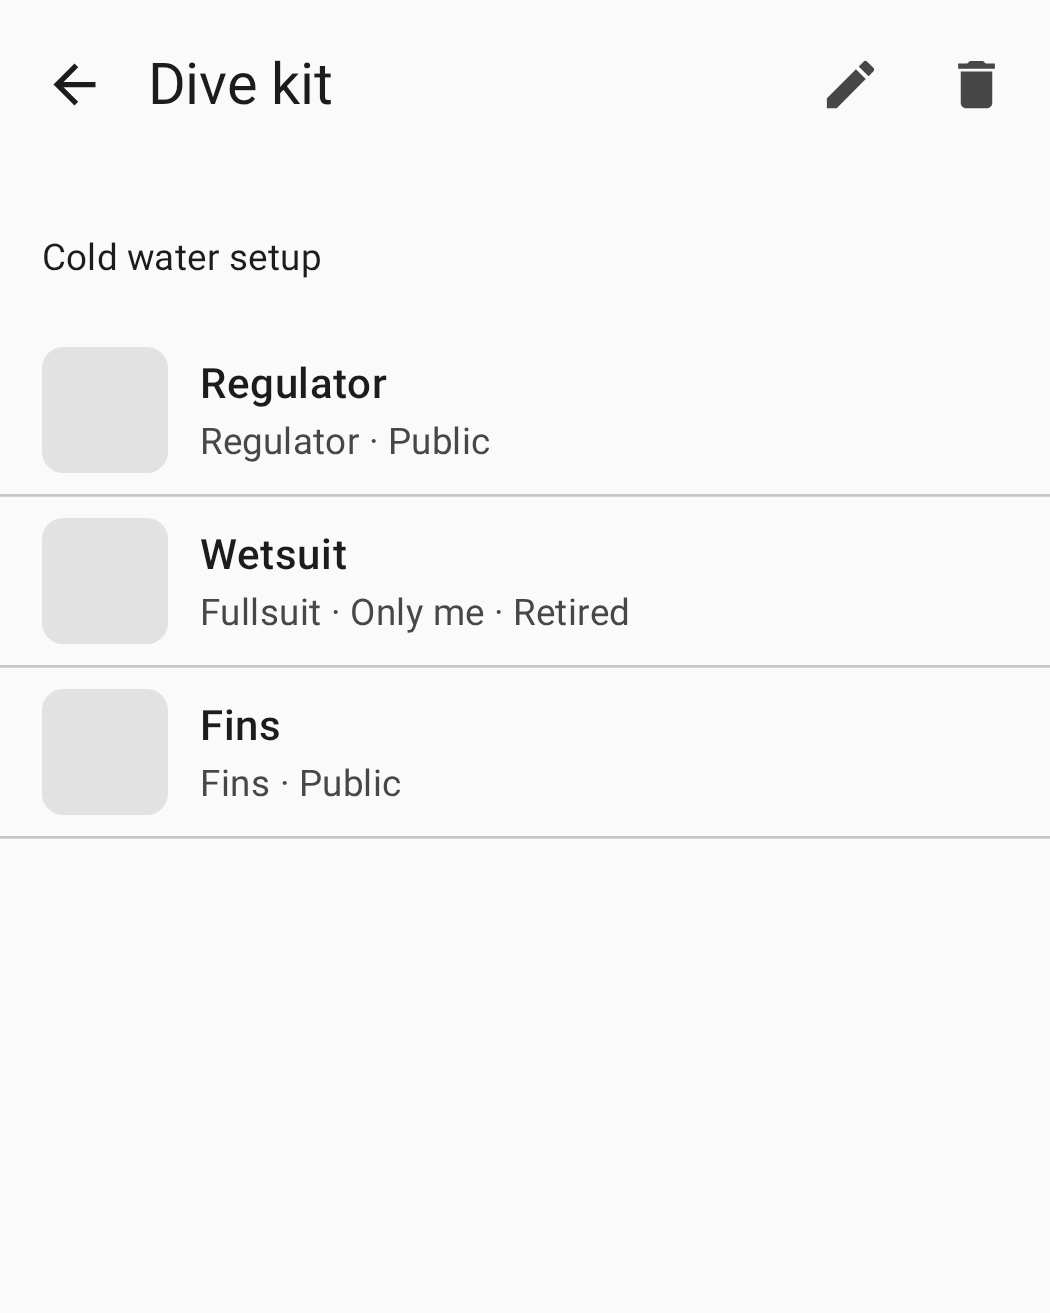 Dive kit
Cold water setup
Regulator
Regulator · Public
Wetsuit
Fullsuit · Only me · Retired
Fins
Fins · Public